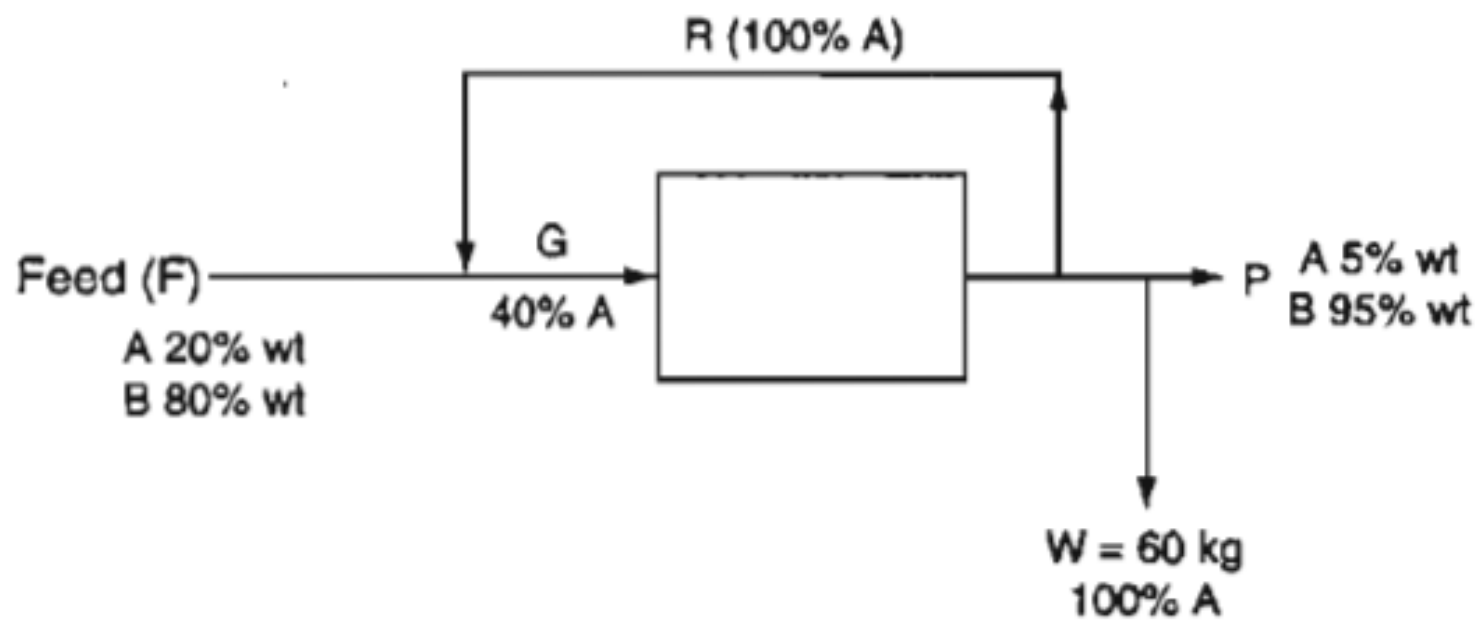 R (100% A)
G
Feed (F)
40% A
P
A 5% wt
B 95% wt
A 20% wt
B 80% wt
W = 60 kg
100% A